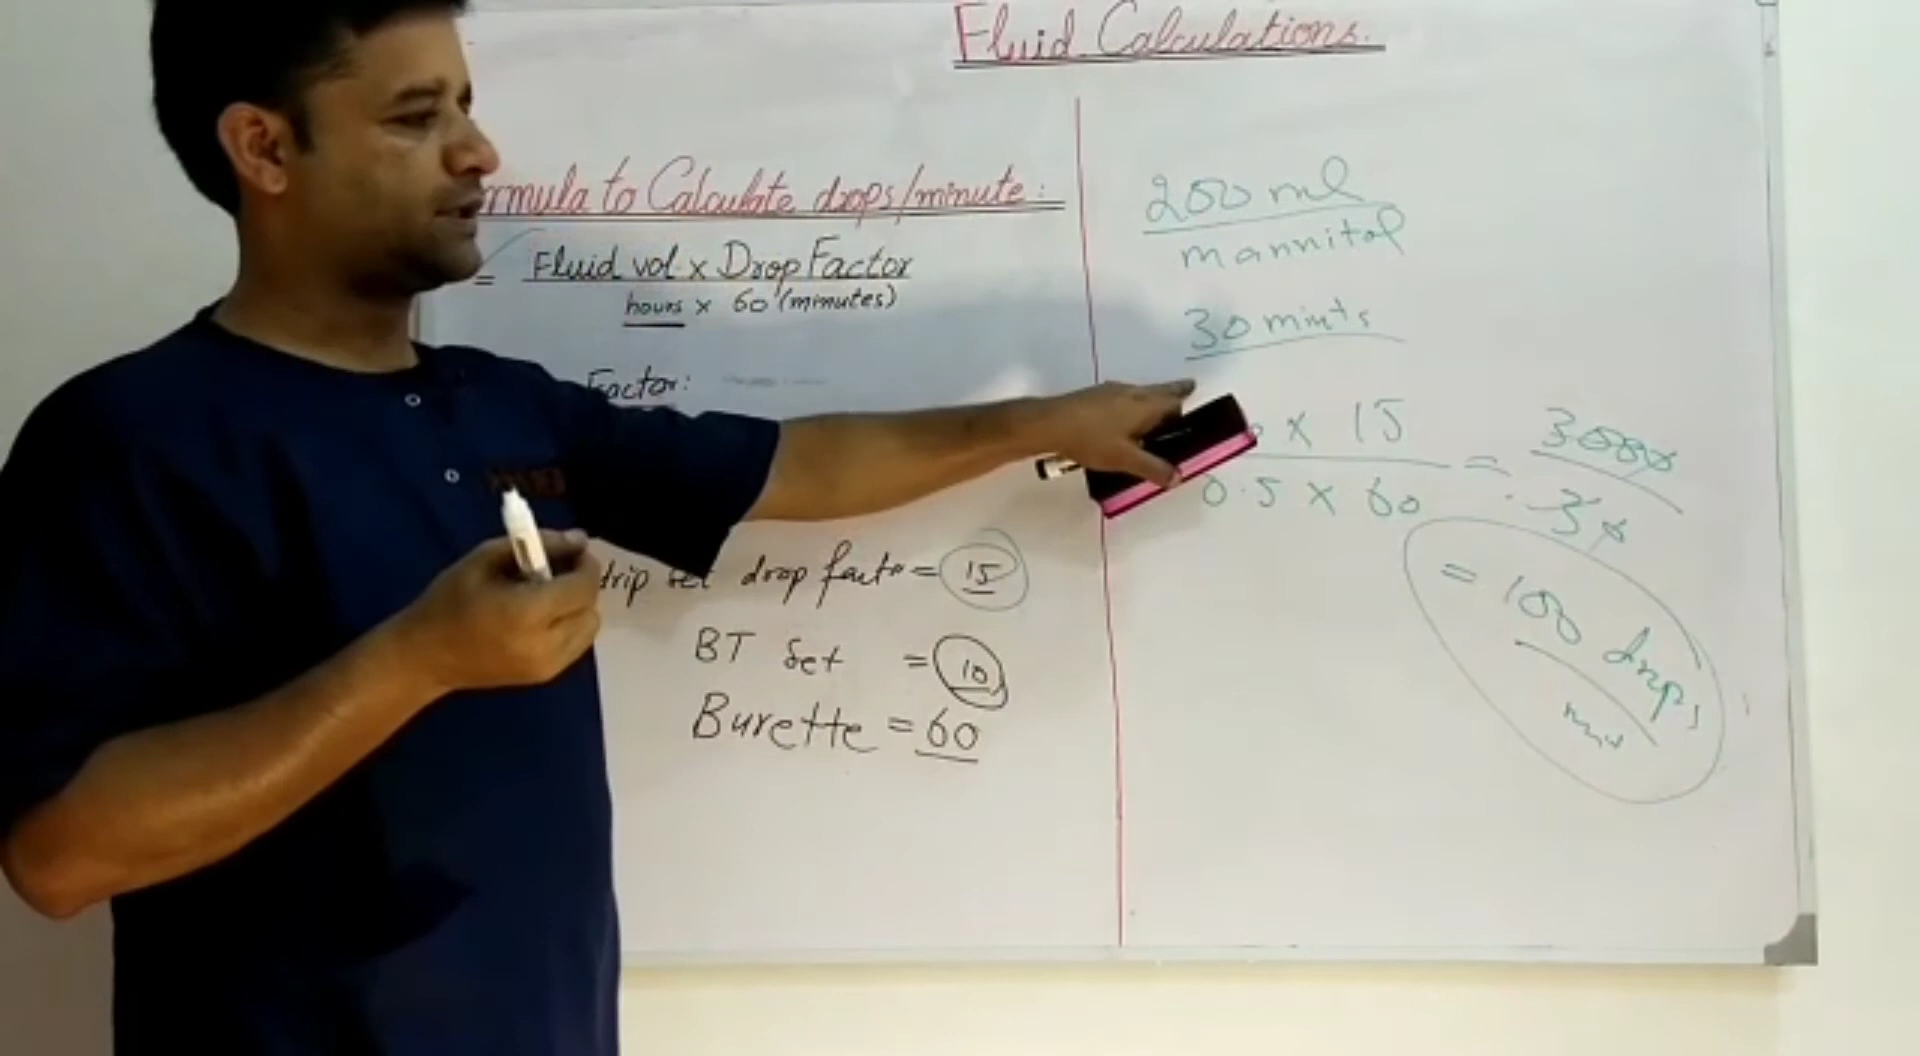 Fluid Calculations.
rmula to Calculate drops/minute:
= Fluid vol. x Drop Factor
hours x 60 (minutes)
Factor:
drip set drop facto = 15
BT Set = 10
Burette = 60
200 ml
mannitol
30 mints
x 15
0.5 x 60
= 3000
30
= 100 drops